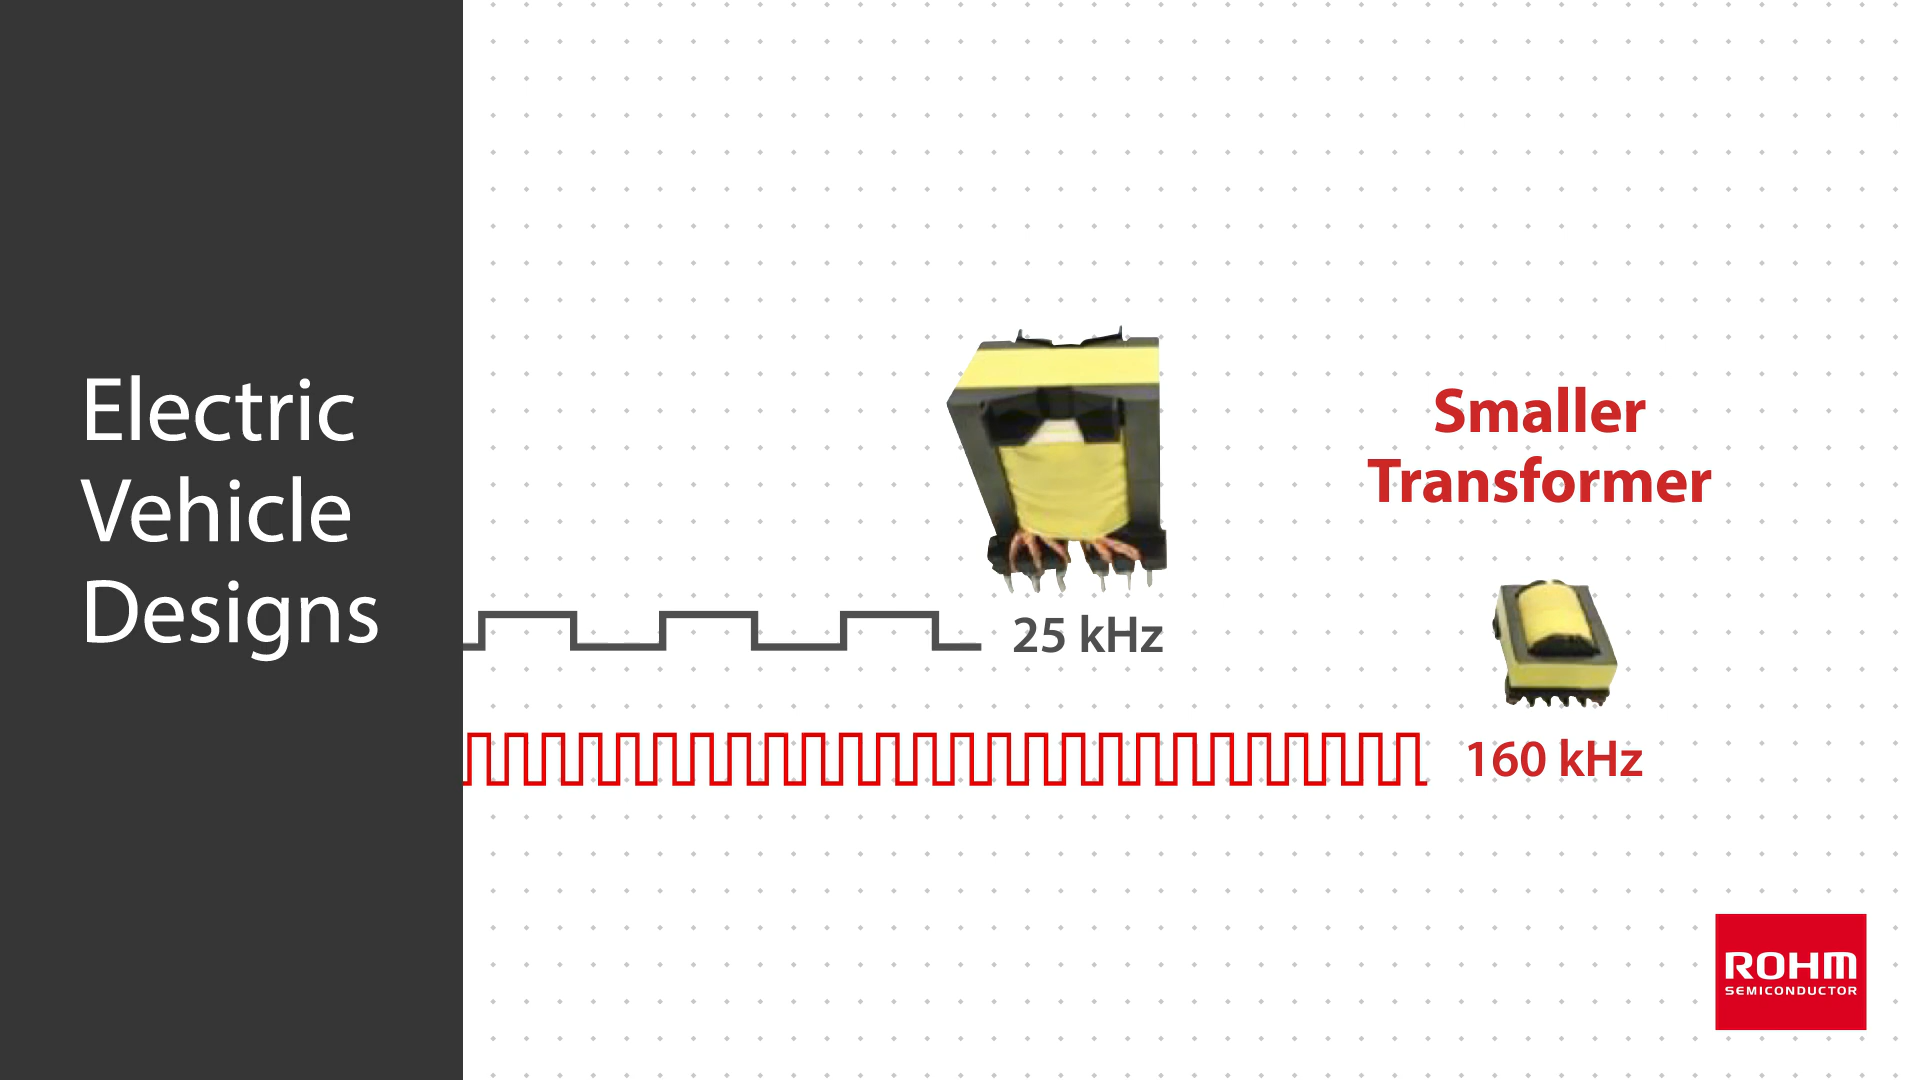 Electric
Vehicle
Designs
Smaller
Transformer
25 kHz
160 kHz
ROHM
SEMICONDUCTOR